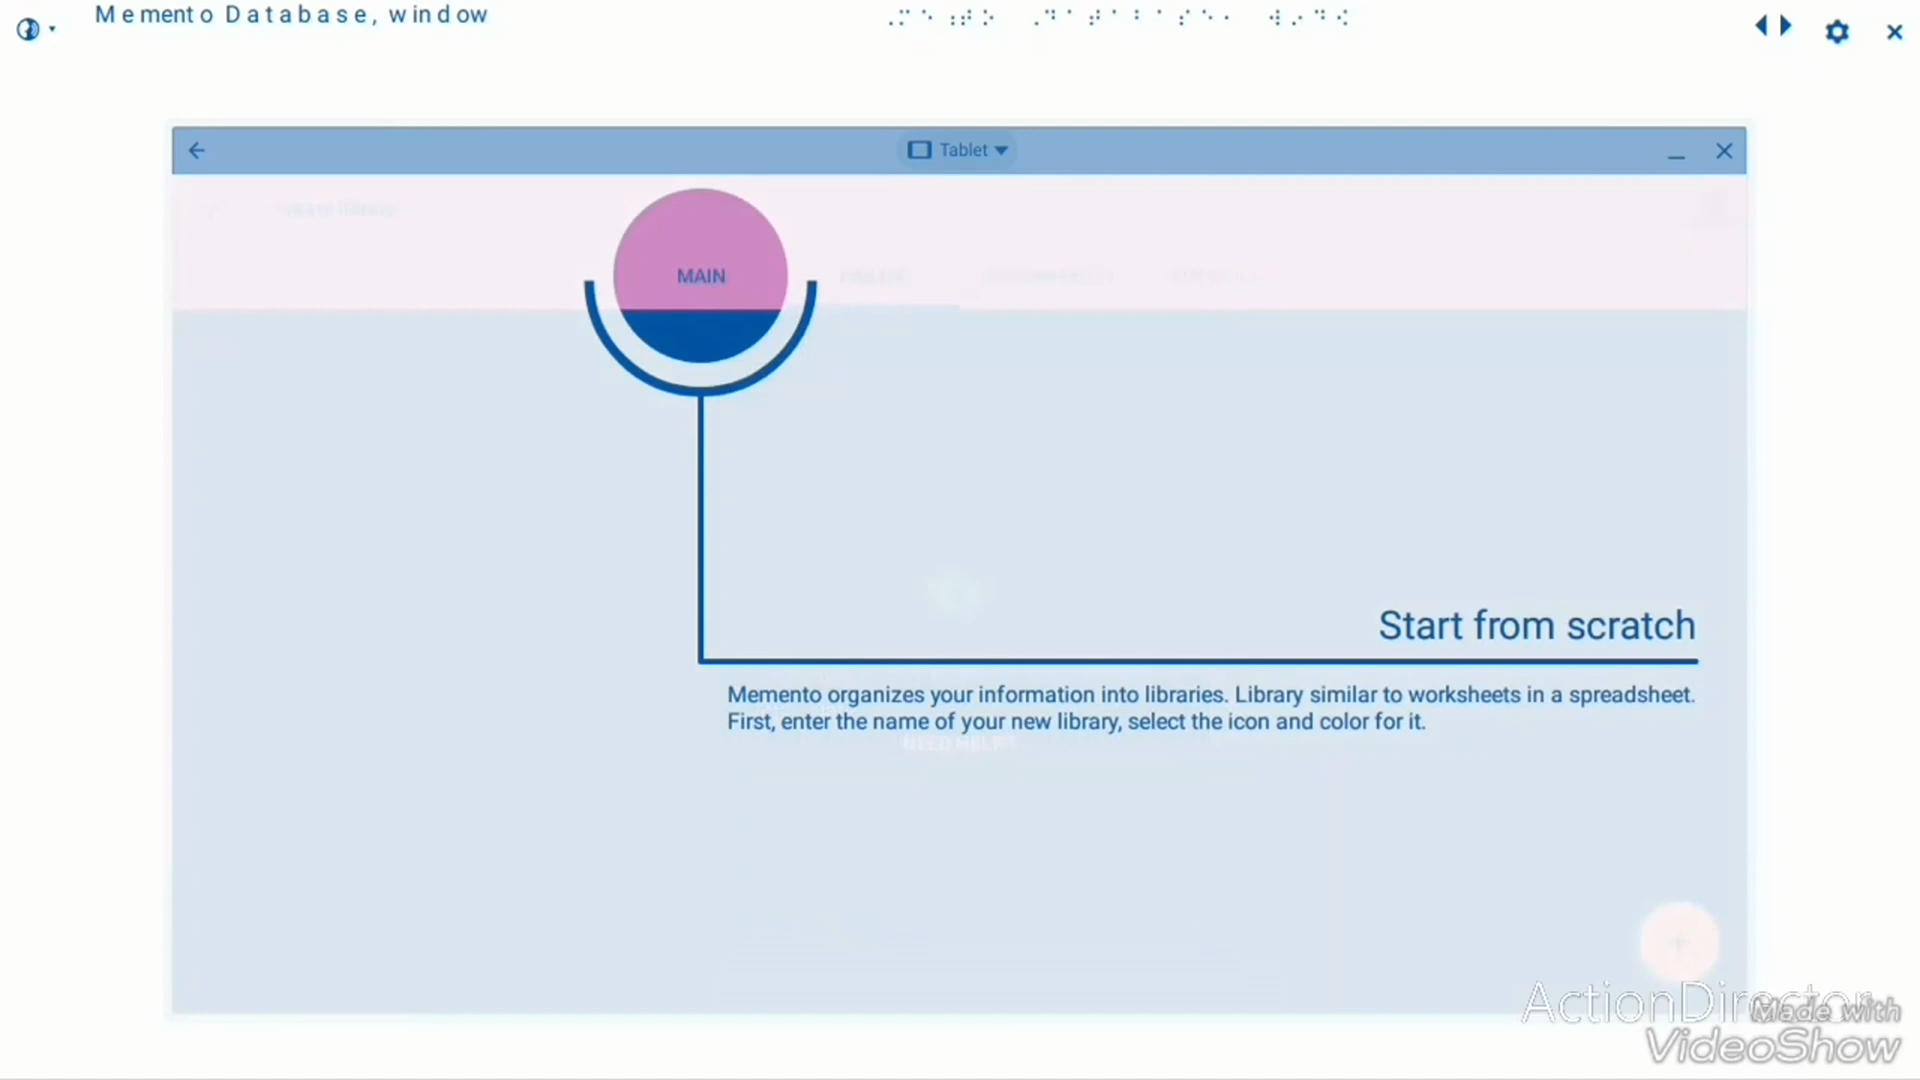 Memento Database, window
Tablet
MAIN
Start from scratch
Memento organizes your information into libraries. Library similar to worksheets in a spreadsheet.
First, enter the name of your new library, select the icon and color for it.
NEED HELP?
ActionDirector
Made with
VideoShow